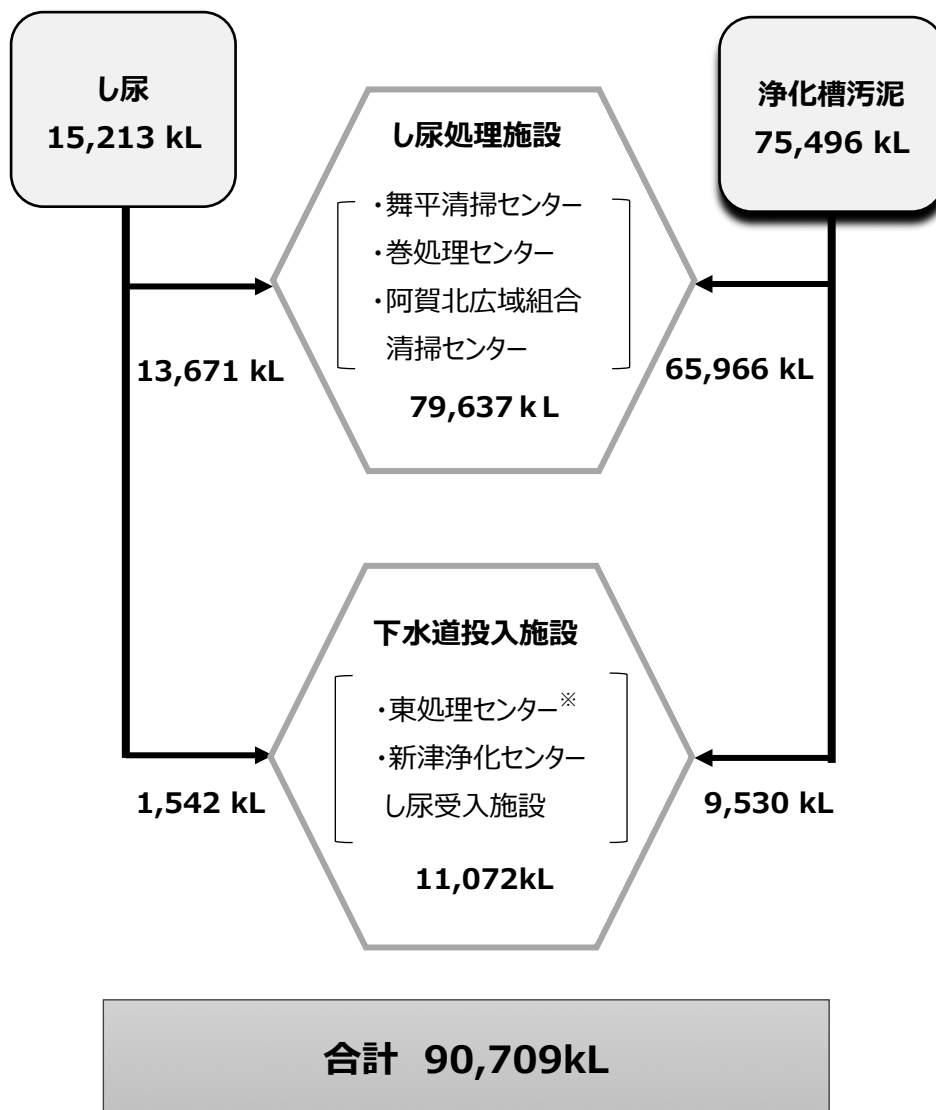 し尿
15,213 kL
浄化槽汚泥
75,496 kL
し尿処理施設
・舞平清掃センター
・巻処理センター
・阿賀北広域組合
清掃センター
79,637ｋL
13,671 kL
65,966 kL
下水道投入施設
・東処理センター※
・新津浄化センター
し尿受入施設
11,072kL
1,542 kL
9,530 kL
合計 90,709kL